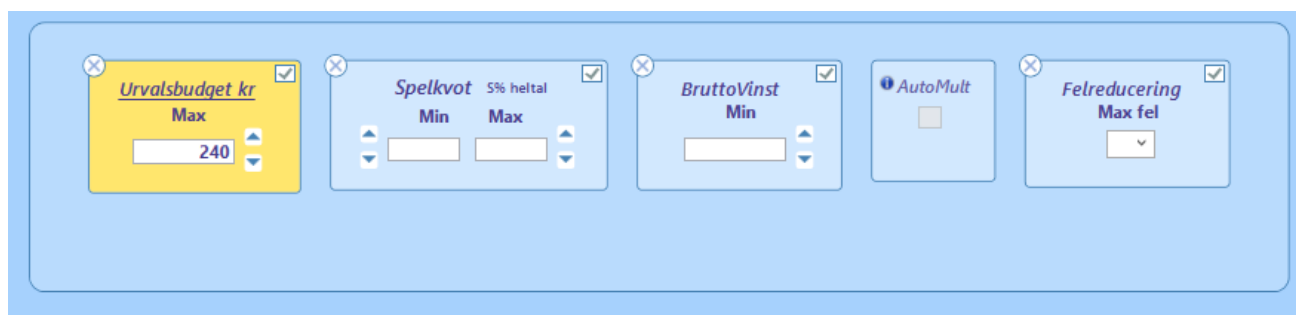 Urvalsbudget kr
Max
240
Spelkvot 5% heltal
Min Max
BruttoVinst
Min
AutoMult
Felreducering
Max fel